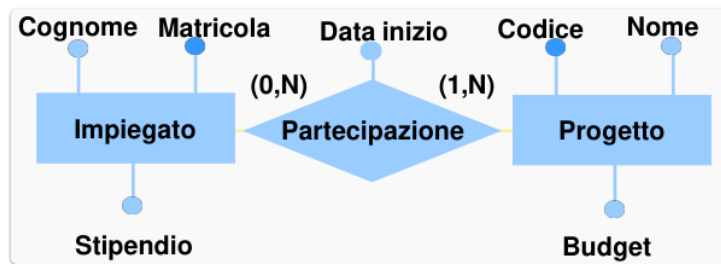 Cognome Matricola Data inizio Codice Nome
(0,N) (1,N)
Impiegato Partecipazione Progetto
Stipendio Budget